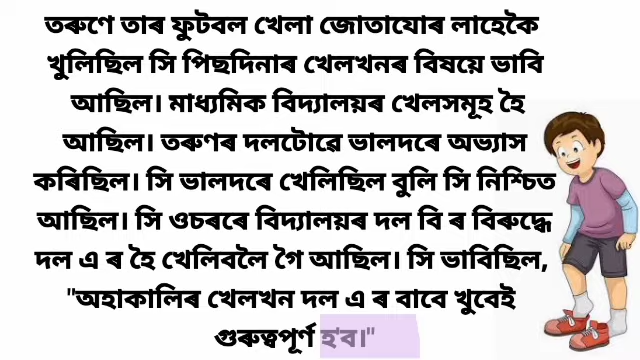 তৰুণে তাৰ ফুটবল খেলা জোতাযোৰ লাহেকৈ
খুলিছিল সি পিছদিনাৰ খেলখনৰ বিষয়ে ভাবি
আছিল। মাধ্যমিক বিদ্যালয়ৰ খেলসমূহ হৈ
আছিল। তৰুণৰ দলটোৱে ভালদৰে অভ্যাস
কৰিছিল। সি ভালদৰে খেলিছিল বুলি সি নিশ্চিত
আছিল। সি ওচৰৰে বিদ্যালয়ৰ দল বি ৰ বিৰুদ্ধে
দল এ ৰ হৈ খেলিবলৈ গৈ আছিল। সি ভাবিছিল,
"অহাকালিৰ খেলখন দল এ ৰ বাবে খুবেই
গুৰুত্বপূৰ্ণ হ'ব।"